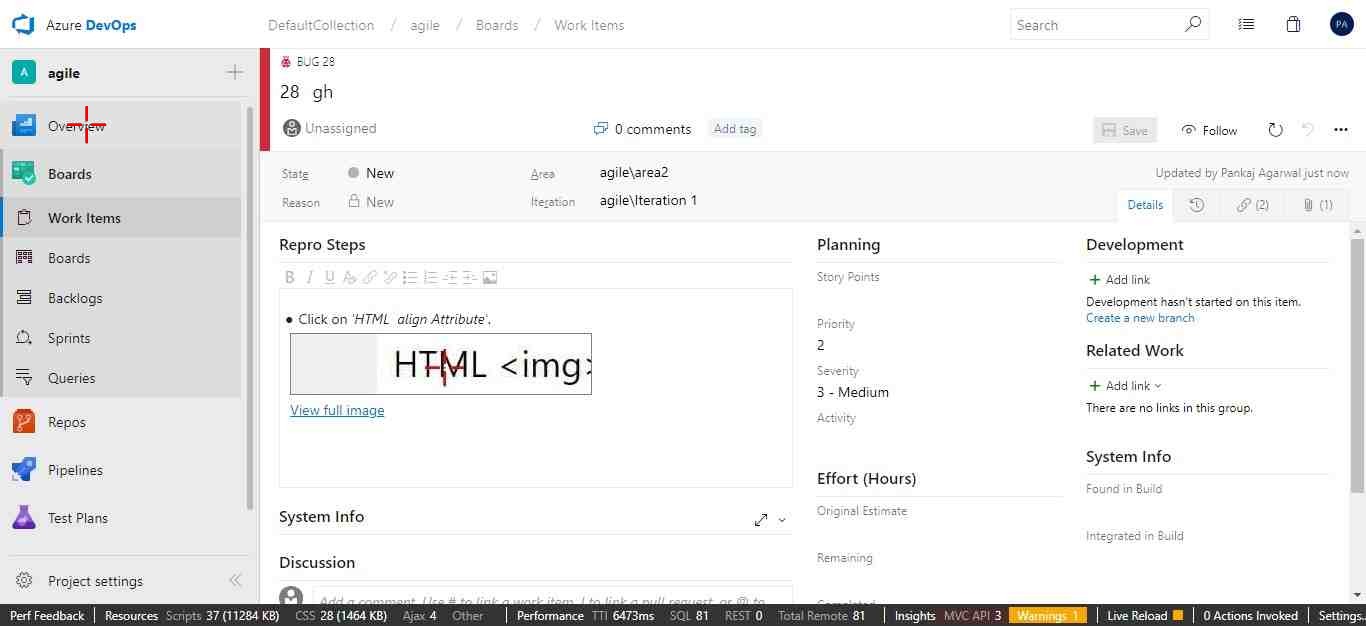 Azure DevOps
DefaultCollection / agile / Boards / Work Items
Search
PA
A agile
Overview
Boards
Work Items
Boards
Backlogs
Sprints
Queries
Repos
Pipelines
Test Plans
Project settings
BUG 28
28 gh
Unassigned
0 comments
Add tag
Save
Follow
State New
Area agile\area2
Updated by Pankaj Agarwal just now
Reason New
Iteration agile\Iteration 1
Details
(2)
(1)
Repro Steps
B I U
• Click on 'HTML align Attribute'.
HTML <img>
View full image
System Info
Discussion
Add a comment. Use # to link a work item, ! to link a pull request, or @ to
Planning
Story Points
Priority
2
Severity
3 - Medium
Activity
Effort (Hours)
Original Estimate
Remaining
Completed
Development
+ Add link
Development hasn't started on this item.
Create a new branch
Related Work
+ Add link
There are no links in this group.
System Info
Found in Build
Integrated in Build
Perf Feedback Resources Scripts 37 (11284 KB) CSS 28 (1464 KB) Ajax 4 Other Performance TTI 6473ms SQL 81 REST 0 Total Remote 81 Insights MVC API 3 Warnings 1 Live Reload 0 Actions Invoked Settings...